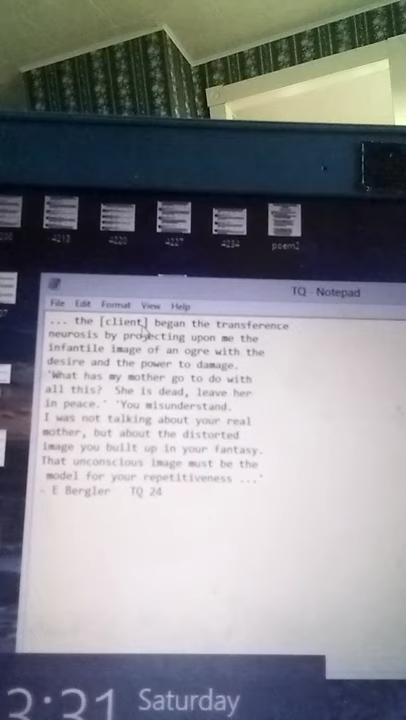 4213
4220
4227
4234
poem2
TQ - Notepad
File Edit Format View Help
... the [client] began the transference
neurosis by projecting upon me the
infantile image of an ogre with the
desire and the power to damage.
'What has my mother go to do with
all this? She is dead, leave her
in peace.' 'You misunderstand.
I was not talking about your real
mother, but about the distorted
image you built up in your fantasy.
That unconscious image must be the
model for your repetitiveness ...'
- E Bergler TQ 24
3:31 Saturday